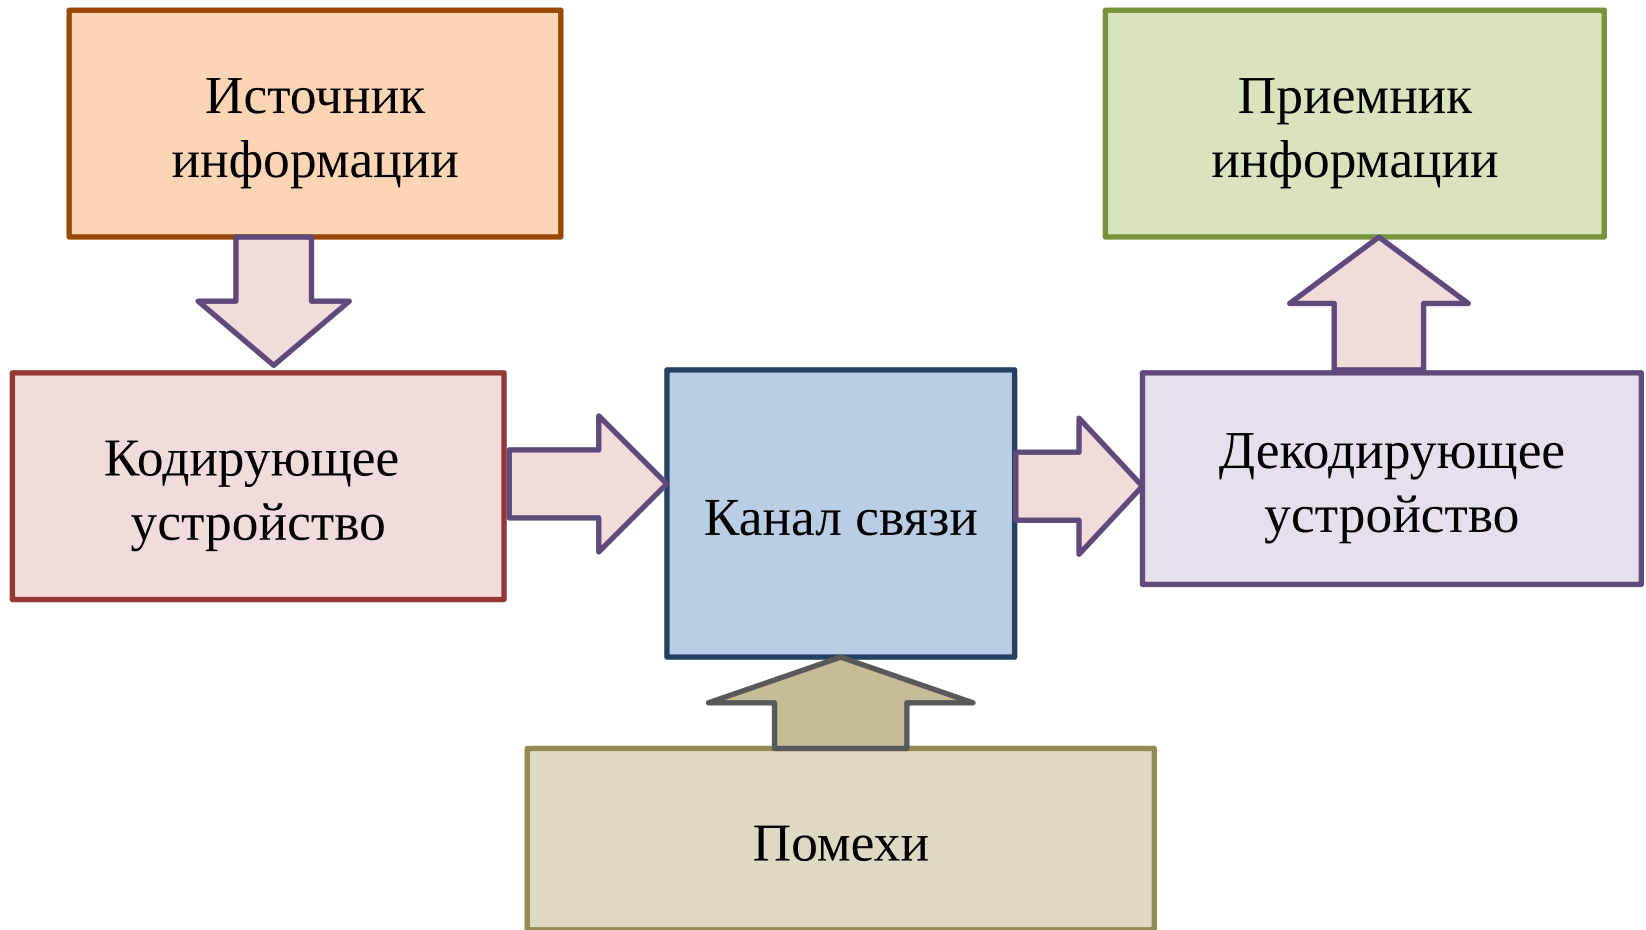 Источник
информации
Приемник
информации
Кодирующее
устройство
Канал связи
Декодирующее
устройство
Помехи